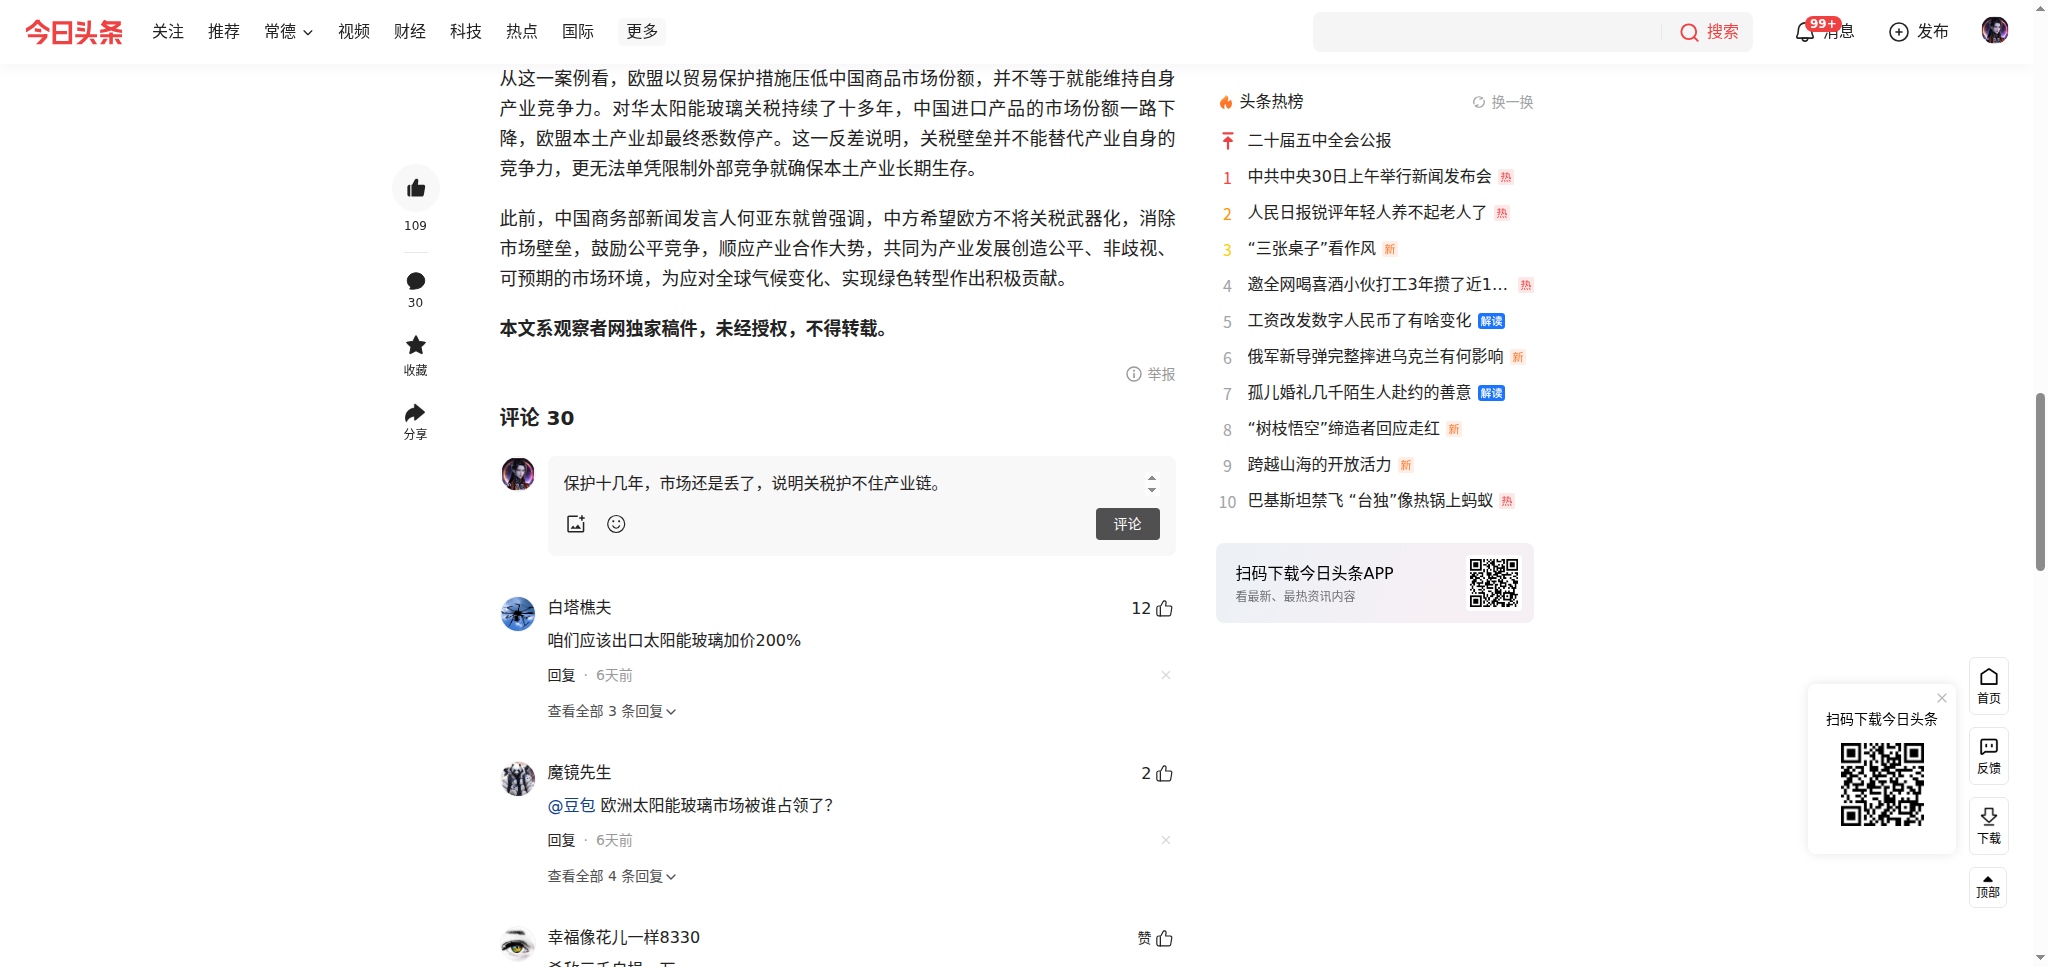 今日头条
关注 推荐 常德 视频 财经 科技 热点 国际 更多
搜索
99+
消息
发布
从这一案例看，欧盟以贸易保护措施压低中国商品市场份额，并不等于就能维持自身
产业竞争力。对华太阳能玻璃关税持续了十多年，中国进口产品的市场份额一路下
降，欧盟本土产业却最终悉数停产。这一反差说明，关税壁垒并不能替代产业自身的
竞争力，更无法单凭限制外部竞争就确保本土产业长期生存。
此前，中国商务部新闻发言人何亚东就曾强调，中方希望欧方不将关税武器化，消除
市场壁垒，鼓励公平竞争，顺应产业合作大势，共同为产业发展创造公平、非歧视、
可预期的市场环境，为应对全球气候变化、实现绿色转型作出积极贡献。
本文系观察者网独家稿件，未经授权，不得转载。
109
30
收藏
分享
举报
评论 30
保护十几年，市场还是丢了，说明关税护不住产业链。
评论
白塔樵夫
12
咱们应该出口太阳能玻璃加价200%
回复 · 6天前
查看全部 3 条回复
魔镜先生
2
@豆包 欧洲太阳能玻璃市场被谁占领了？
回复 · 6天前
查看全部 4 条回复
幸福像花儿一样8330
赞
头条热榜
换一换
二十届五中全会公报
1 中共中央30日上午举行新闻发布会 热
2 人民日报锐评年轻人养不起老人了 热
3 “三张桌子”看作风 新
4 邀全网喝喜酒小伙打工3年攒了近1... 热
5 工资改发数字人民币了有啥变化 解读
6 俄军新导弹完整摔进乌克兰有何影响 新
7 孤儿婚礼几千陌生人赴约的善意 解读
8 “树枝悟空”缔造者回应走红 新
9 跨越山海的开放活力 新
10 巴基斯坦禁飞 “台独”像热锅上蚂蚁 热
扫码下载今日头条APP
看最新、最热资讯内容
扫码下载今日头条
首页
反馈
下载
顶部